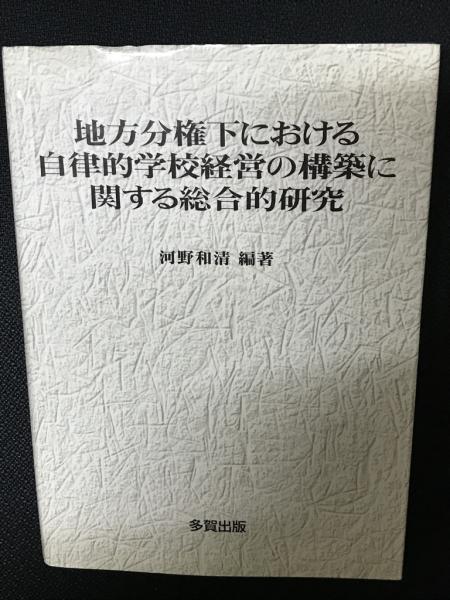 地方分権下における
自律的学校経営の構築に
関する総合的研究
河野和清 編著
多賀出版